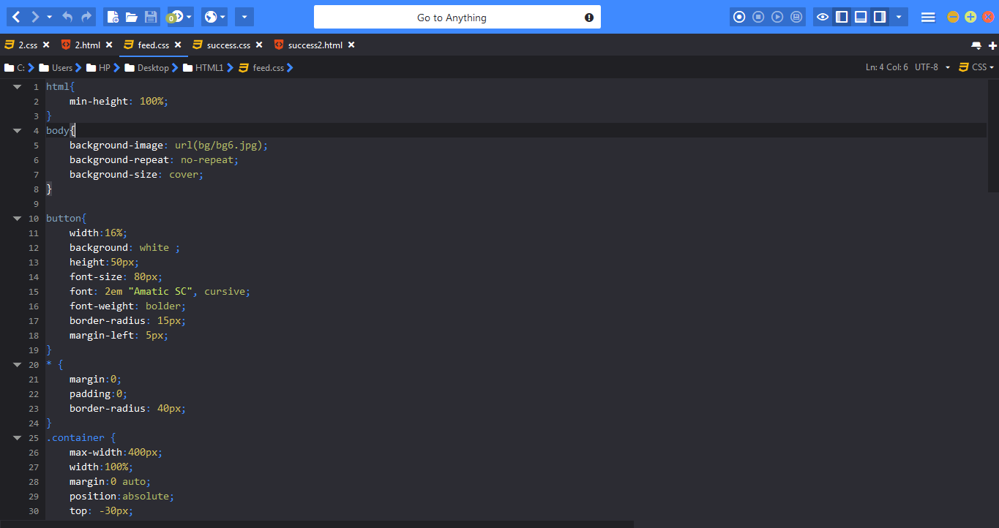 0
Go to Anything
2.css 2.html feed.css success.css success2.html
C: Users HP Desktop HTML1 feed.css Ln: 4 Col: 6 UTF-8 CSS
1 html{
2 min-height: 100%;
3 }
4 body{
5 background-image: url(bg/bg6.jpg);
6 background-repeat: no-repeat;
7 background-size: cover;
8 }
9
10 button{
11 width:16%;
12 background: white ;
13 height:50px;
14 font-size: 80px;
15 font: 2em "Amatic SC", cursive;
16 font-weight: bolder;
17 border-radius: 15px;
18 margin-left: 5px;
19 }
20 * {
21 margin:0;
22 padding:0;
23 border-radius: 40px;
24 }
25 .container {
26 max-width:400px;
27 width:100%;
28 margin:0 auto;
29 position:absolute;
30 top: -30px;